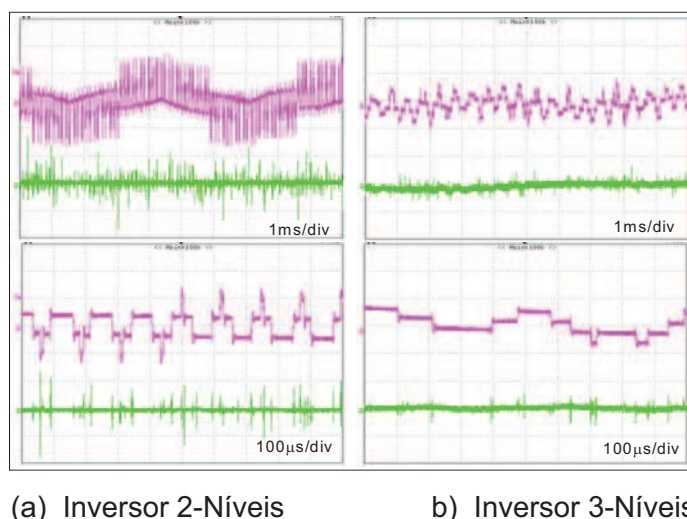 1ms/div
1ms/div
100μs/div
100μs/div
(a) Inversor 2-Níveis
b) Inversor 3-Níveis